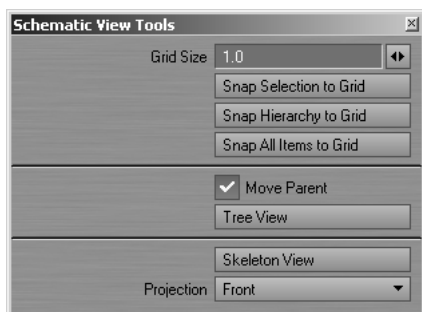 Schematic View Tools
Grid Size 1.0
Snap Selection to Grid
Snap Hierarchy to Grid
Snap All Items to Grid
Move Parent
Tree View
Skeleton View
Projection Front